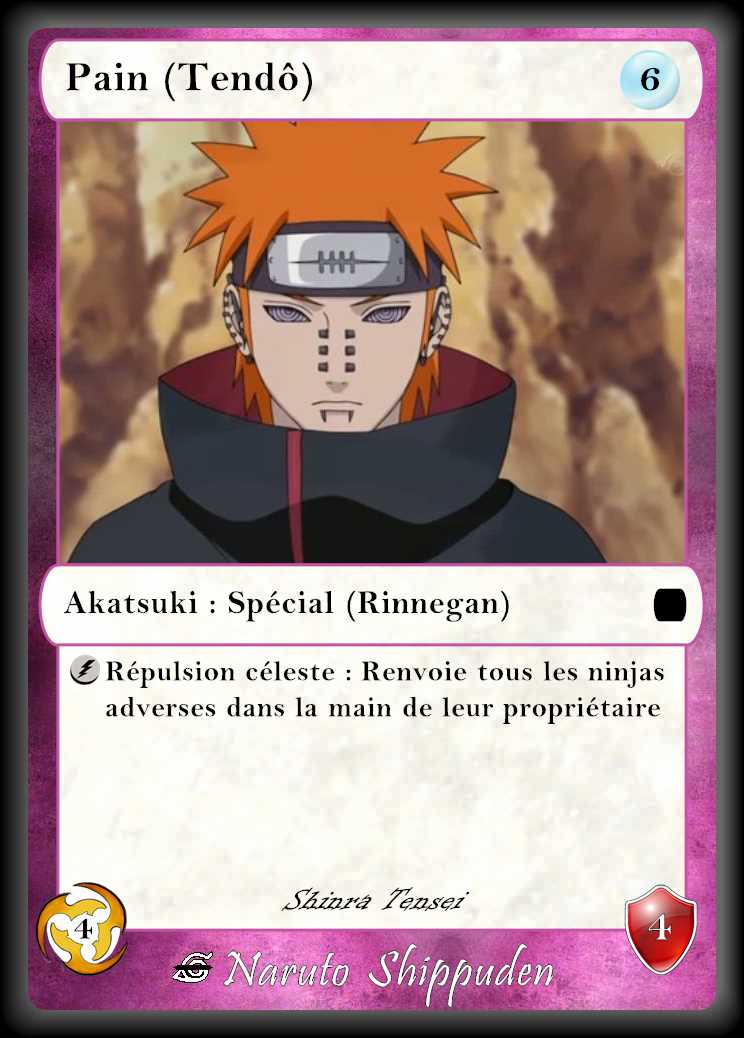 Pain (Tendô)
6
Akatsuki : Spécial (Rinnegan)
Répulsion céleste : Renvoie tous les ninjas
adverses dans la main de leur propriétaire
Shinra Tensei
4
4
Naruto Shippuden